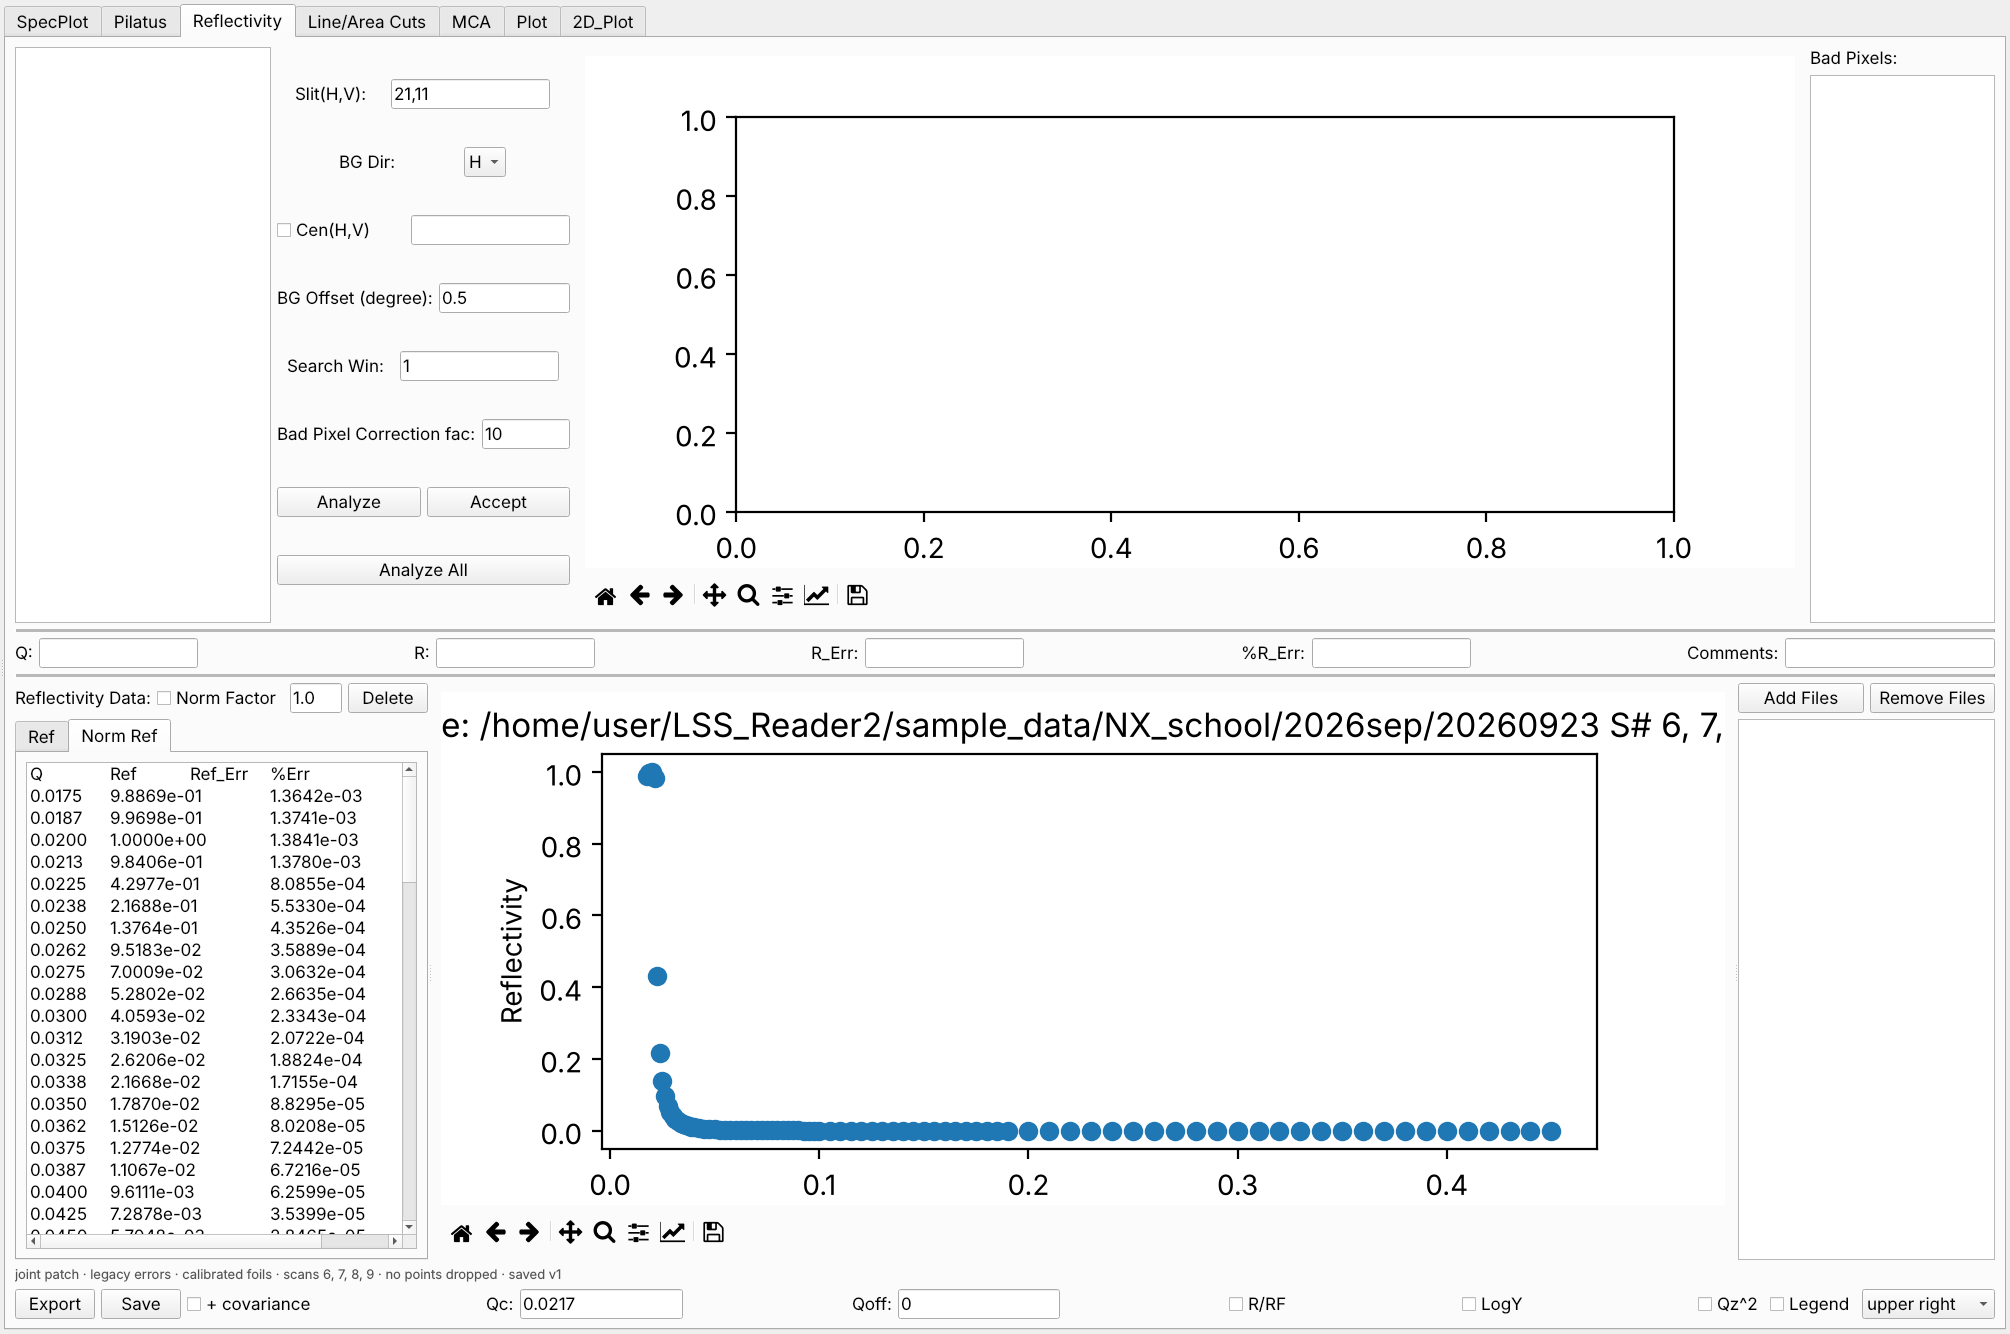 SpecPlot Pilatus Reflectivity Line/Area Cuts MCA Plot 2D_Plot
Slit(H,V): 21,11
BG Dir: H
Cen(H,V)
BG Offset (degree): 0.5
Search Win: 1
Bad Pixel Correction fac: 10
Analyze Accept
Analyze All
1.0
0.8
0.6
0.4
0.2
0.0
0.0 0.2 0.4 0.6 0.8 1.0
Bad Pixels:
Q: R: R_Err: %R_Err: Comments:
Reflectivity Data: Norm Factor 1.0 Delete
Ref Norm Ref
Q Ref Ref_Err %Err
0.0175 9.8869e-01 1.3642e-03
0.0187 9.9698e-01 1.3741e-03
0.0200 1.0000e+00 1.3841e-03
0.0213 9.8406e-01 1.3780e-03
0.0225 4.2977e-01 8.0855e-04
0.0238 2.1688e-01 5.5330e-04
0.0250 1.3764e-01 4.3526e-04
0.0262 9.5183e-02 3.5889e-04
0.0275 7.0009e-02 3.0632e-04
0.0288 5.2802e-02 2.6635e-04
0.0300 4.0593e-02 2.3343e-04
0.0312 3.1903e-02 2.0722e-04
0.0325 2.6206e-02 1.8824e-04
0.0338 2.1668e-02 1.7155e-04
0.0350 1.7870e-02 8.8295e-05
0.0362 1.5126e-02 8.0208e-05
0.0375 1.2774e-02 7.2442e-05
0.0387 1.1067e-02 6.7216e-05
0.0400 9.6111e-03 6.2599e-05
0.0425 7.2878e-03 3.5399e-05
e: /home/user/LSS_Reader2/sample_data/NX_school/2026sep/20260923 S# 6, 7,
Reflectivity
1.0
0.8
0.6
0.4
0.2
0.0
0.0 0.1 0.2 0.3 0.4
Add Files Remove Files
joint patch · legacy errors · calibrated foils · scans 6, 7, 8, 9 · no points dropped · saved v1
Export Save + covariance Qc: 0.0217 Qoff: 0 R/RF LogY Qz^2 Legend upper right